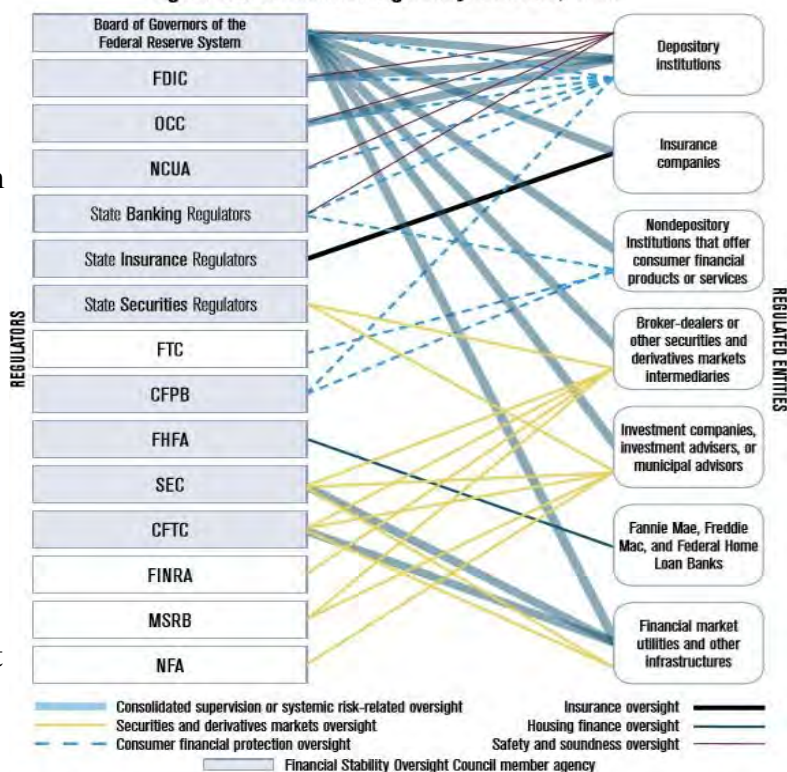 Board of Governors of the
Federal Reserve System
FDIC
OCC
NCUA
State Banking Regulators
State Insurance Regulators
State Securities Regulators
FTC
CFPB
FHFA
SEC
CFTC
FINRA
MSRB
NFA
REGULATORS
Depository
institutions
Insurance
companies
Nondepository
Institutions that offer
consumer financial
products or services
Broker-dealers or
other securities and
derivatives markets
intermediaries
Investment companies,
investment advisers, or
municipal advisors
Fannie Mae, Freddie
Mac, and Federal Home
Loan Banks
Financial market
utilities and other
infrastructures
REGULATED ENTITIES
Consolidated supervision or systemic risk-related oversight
Securities and derivatives markets oversight
Consumer financial protection oversight
Insurance oversight
Housing finance oversight
Safety and soundness oversight
Financial Stability Oversight Council member agency